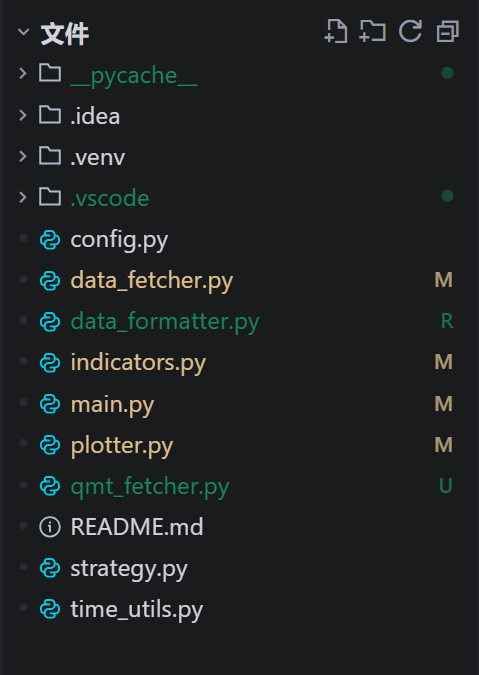 文件
__pycache__
.idea
.venv
.vscode
config.py
data_fetcher.py M
data_formatter.py R
indicators.py M
main.py M
plotter.py M
qmt_fetcher.py U
README.md
strategy.py
time_utils.py